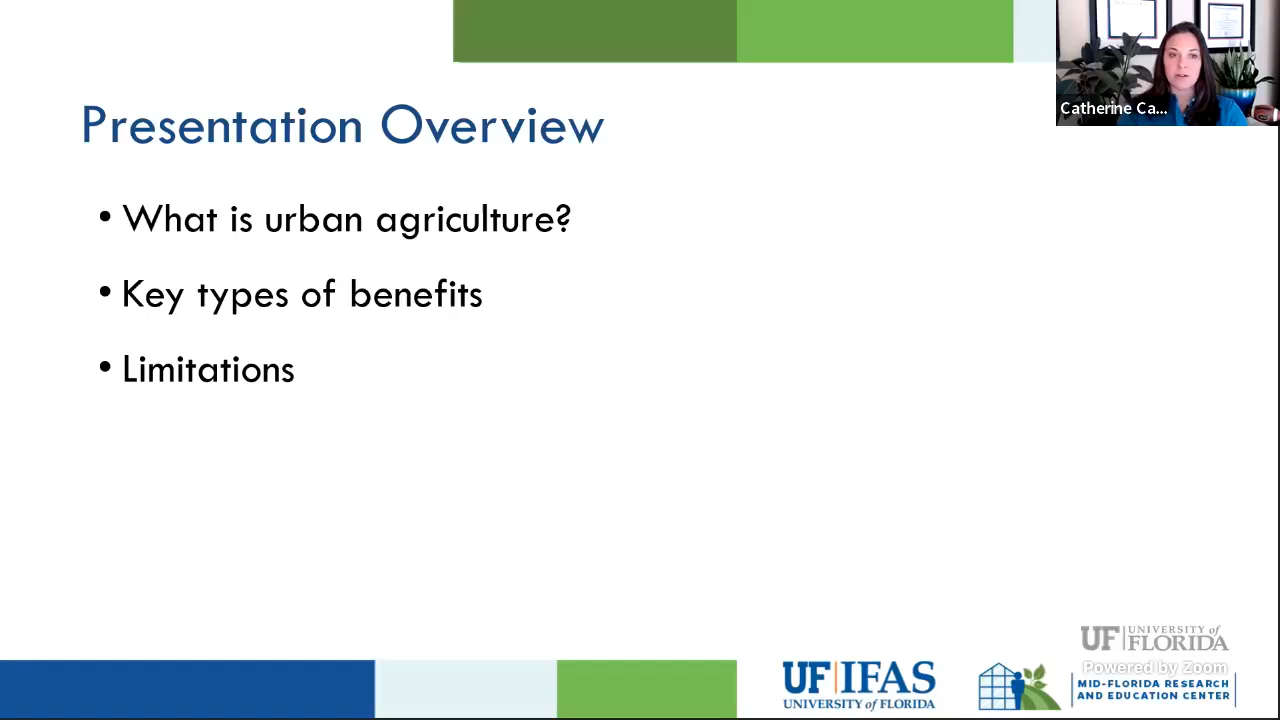 Presentation Overview
• What is urban agriculture?
• Key types of benefits
• Limitations
Catherine Ca...
UF UNIVERSITY of FLORIDA
Powered by Zoom
UF IFAS
UNIVERSITY of FLORIDA
MID-FLORIDA RESEARCH
AND EDUCATION CENTER